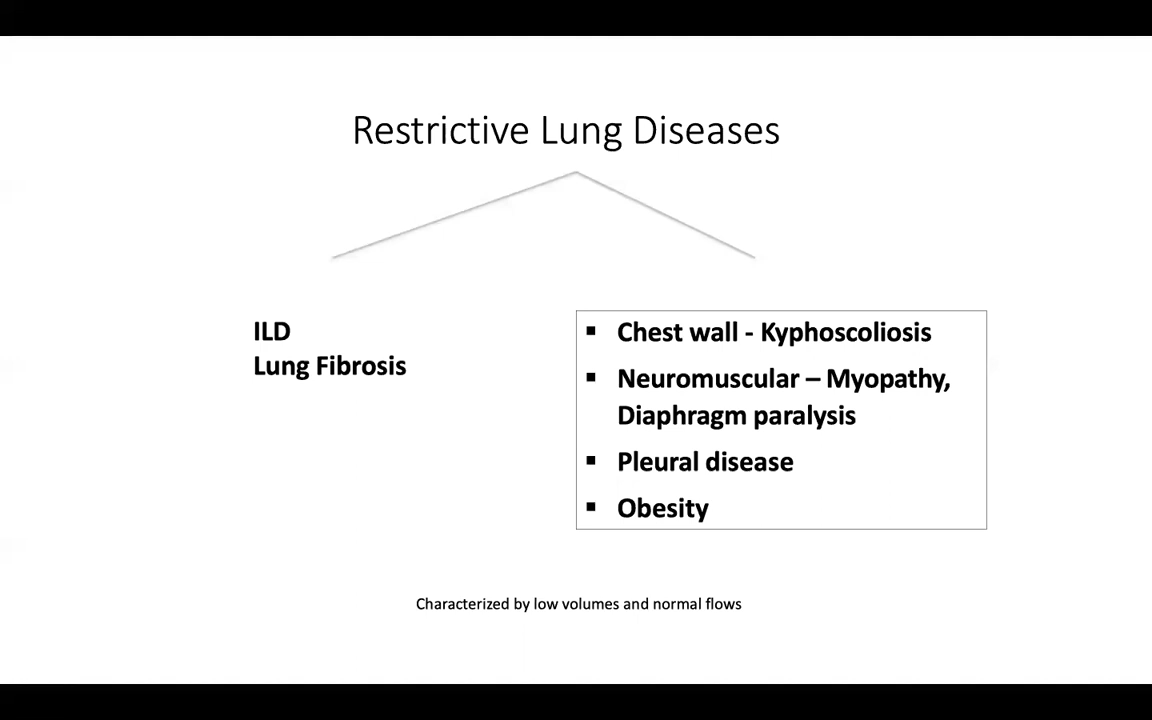 Restrictive Lung Diseases
ILD
Lung Fibrosis
▪ Chest wall - Kyphoscoliosis
▪ Neuromuscular – Myopathy,
Diaphragm paralysis
▪ Pleural disease
▪ Obesity
Characterized by low volumes and normal flows